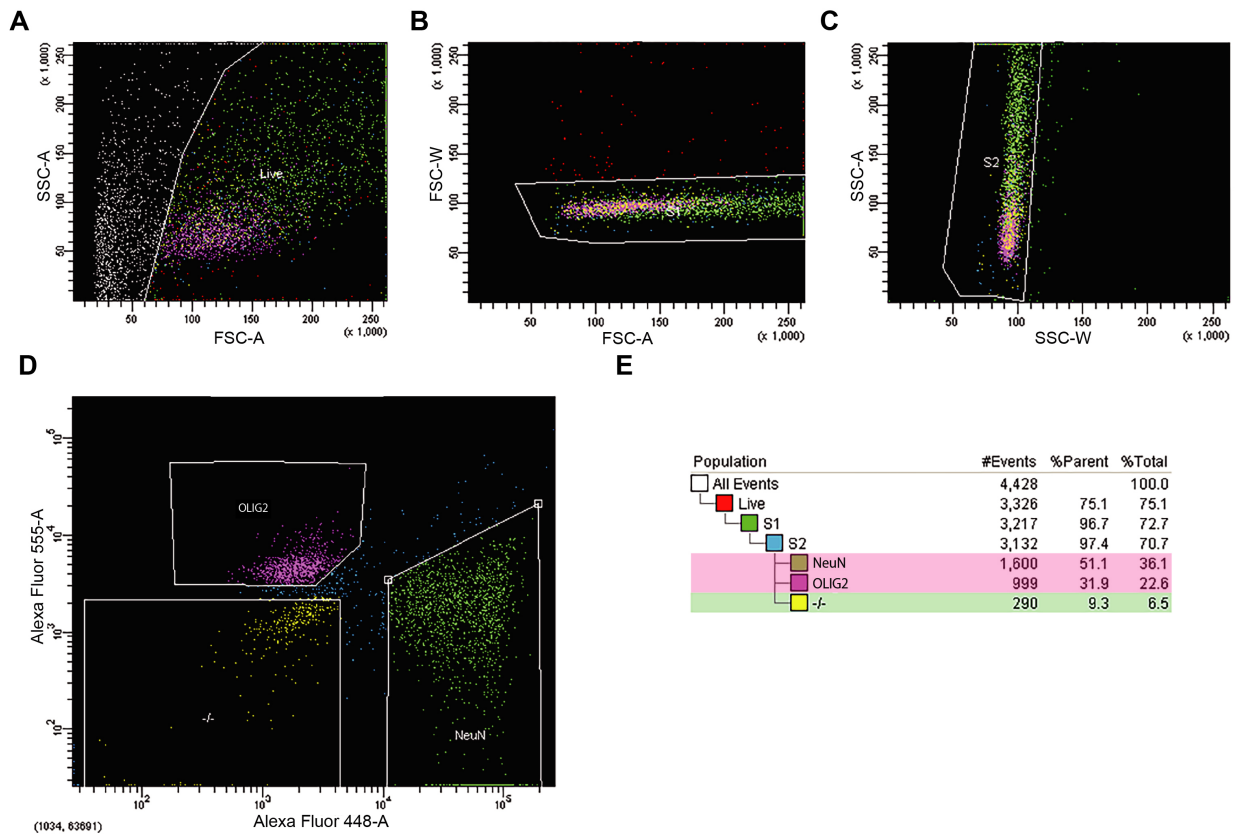 A
SSC-A
(x 1,000)
250
200
150
100
50
Live
50 100 150 200 250
FSC-A
(x 1,000)
B
FSC-W
(x 1,000)
250
200
150
100
50
S1
50 100 150 200 250
FSC-A
(x 1,000)
C
SSC-A
(x 1,000)
250
200
150
100
50
S2
50 100 150 200 250
SSC-W
(x 1,000)
D
Alexa Fluor 555-A
10^5
10^4
10^3
10^2
OLIG2
-/-
NeuN
10^2 10^3 10^4 10^5
Alexa Fluor 448-A
(1034, 63691)
E
Population #Events %Parent %Total
All Events 4,428 100.0
Live 3,326 75.1 75.1
S1 3,217 96.7 72.7
S2 3,132 97.4 70.7
NeuN 1,600 51.1 36.1
OLIG2 999 31.9 22.6
-/- 290 9.3 6.5